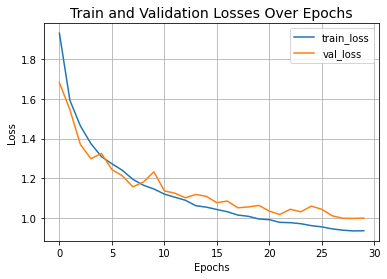 Train and Validation Losses Over Epochs
train_loss
val_loss
Loss
1.8
1.6
1.4
1.2
1.0
0 5 10 15 20 25 30
Epochs